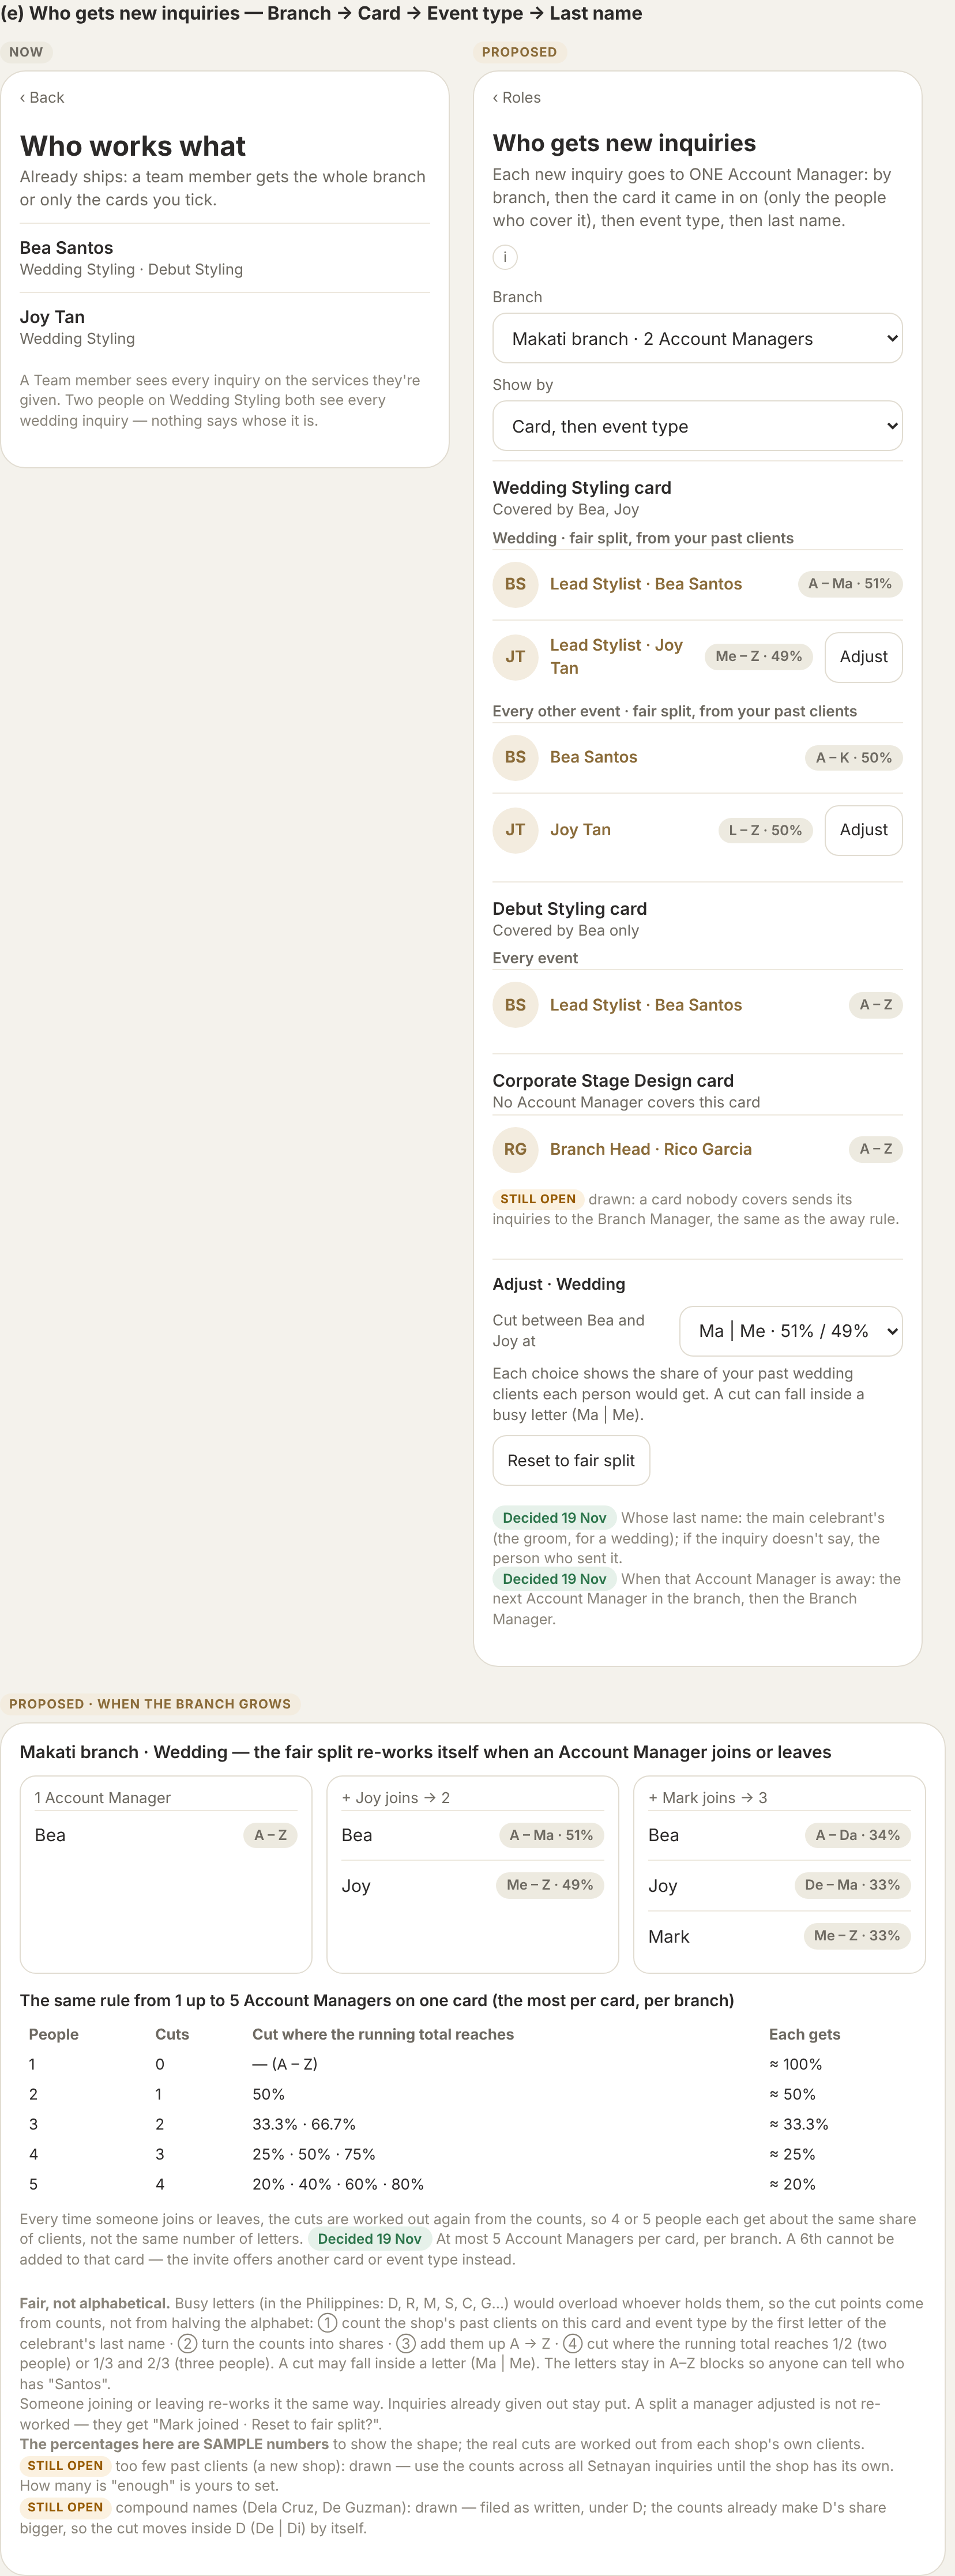 (e) Who gets new inquiries — Branch → Card → Event type → Last name
NOW
‹ Back
Who works what
Already ships: a team member gets the whole branch
or only the cards you tick.
Bea Santos
Wedding Styling · Debut Styling
Joy Tan
Wedding Styling
A Team member sees every inquiry on the services they're
given. Two people on Wedding Styling both see every
wedding inquiry — nothing says whose it is.
PROPOSED
‹ Roles
Who gets new inquiries
Each new inquiry goes to ONE Account Manager: by
branch, then the card it came in on (only the people
who cover it), then event type, then last name.
i
Branch
Makati branch · 2 Account Managers
Show by
Card, then event type
Wedding Styling card
Covered by Bea, Joy
Wedding · fair split, from your past clients
BS Lead Stylist · Bea Santos A – Ma · 51%
JT Lead Stylist · Joy
Tan Me – Z · 49% Adjust
Every other event · fair split, from your past clients
BS Bea Santos A – K · 50%
JT Joy Tan L – Z · 50% Adjust
Debut Styling card
Covered by Bea only
Every event
BS Lead Stylist · Bea Santos A – Z
Corporate Stage Design card
No Account Manager covers this card
RG Branch Head · Rico Garcia A – Z
STILL OPEN drawn: a card nobody covers sends its
inquiries to the Branch Manager, the same as the away rule.
Adjust · Wedding
Cut between Bea and
Joy at Ma | Me · 51% / 49%
Each choice shows the share of your past wedding
clients each person would get. A cut can fall inside a
busy letter (Ma | Me).
Reset to fair split
Decided 19 Nov Whose last name: the main celebrant's
(the groom, for a wedding); if the inquiry doesn't say, the
person who sent it.
Decided 19 Nov When that Account Manager is away: the
next Account Manager in the branch, then the Branch
Manager.
PROPOSED · WHEN THE BRANCH GROWS
Makati branch · Wedding — the fair split re-works itself when an Account Manager joins or leaves
1 Account Manager
Bea A – Z
+ Joy joins → 2
Bea A – Ma · 51%
Joy Me – Z · 49%
+ Mark joins → 3
Bea A – Da · 34%
Joy De – Ma · 33%
Mark Me – Z · 33%
The same rule from 1 up to 5 Account Managers on one card (the most per card, per branch)
People Cuts Cut where the running total reaches Each gets
1 0 — (A – Z) ≈ 100%
2 1 50% ≈ 50%
3 2 33.3% · 66.7% ≈ 33.3%
4 3 25% · 50% · 75% ≈ 25%
5 4 20% · 40% · 60% · 80% ≈ 20%
Every time someone joins or leaves, the cuts are worked out again from the counts, so 4 or 5 people each get about the same share
of clients, not the same number of letters. Decided 19 Nov At most 5 Account Managers per card, per branch. A 6th cannot be
added to that card — the invite offers another card or event type instead.
Fair, not alphabetical. Busy letters (in the Philippines: D, R, M, S, C, G...) would overload whoever holds them, so the cut points come
from counts, not from halving the alphabet: ① count the shop's past clients on this card and event type by the first letter of the
celebrant's last name · ② turn the counts into shares · ③ add them up A → Z · ④ cut where the running total reaches 1/2 (two
people) or 1/3 and 2/3 (three people). A cut may fall inside a letter (Ma | Me). The letters stay in A–Z blocks so anyone can tell who
has "Santos".
Someone joining or leaving re-works it the same way. Inquiries already given out stay put. A split a manager adjusted is not re-
worked — they get "Mark joined · Reset to fair split?".
The percentages here are SAMPLE numbers to show the shape; the real cuts are worked out from each shop's own clients.
STILL OPEN too few past clients (a new shop): drawn — use the counts across all Setnayan inquiries until the shop has its own.
How many is "enough" is yours to set.
STILL OPEN compound names (Dela Cruz, De Guzman): drawn — filed as written, under D; the counts already make D's share
bigger, so the cut moves inside D (De | Di) by itself.